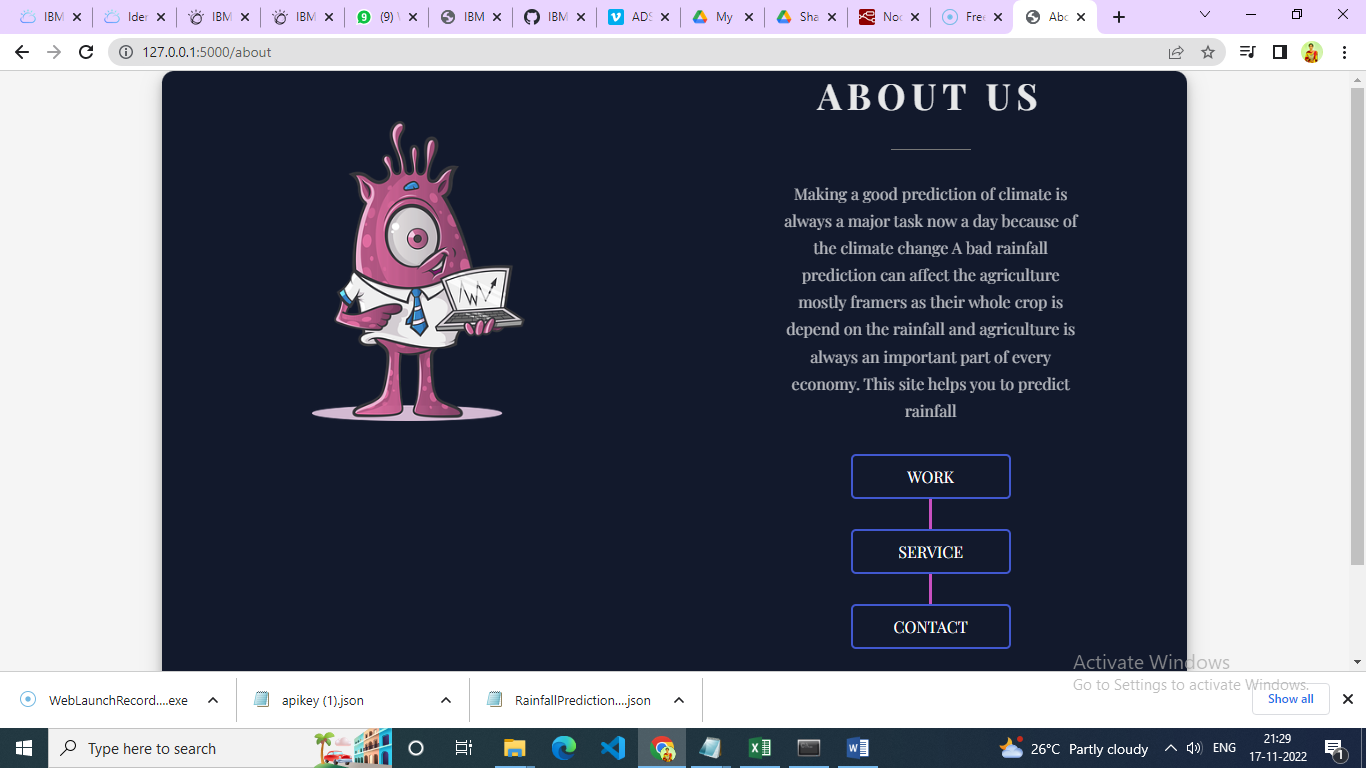 IBM
Iden
IBM
IBM
(9)
IBM
IBM
ADS
My
Sha
Free
127.0.0.1:5000/about
ABOUT US
Making a good prediction of climate is
always a major task now a day because of
the climate change A bad rainfall
prediction can affect the agriculture
mostly framers as their whole crop is
depend on the rainfall and agriculture is
always an important part of every
economy. This site helps you to predict
rainfall
WORK
SERVICE
CONTACT
Activate Windows
Go to Settings to activate Windows.
WebLaunchRecord....exe
apikey (1).json
RainfallPrediction....json
Show all
Type here to search
26°C Partly cloudy
ENG
21:29
17-11-2022
1